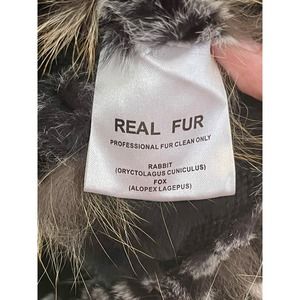 REAL FUR
PROFESSIONAL FUR CLEAN ONLY
RABBIT
(ORYCTOLAGUS CUNICULUS)
FOX
(ALOPEX LAGEPUS)